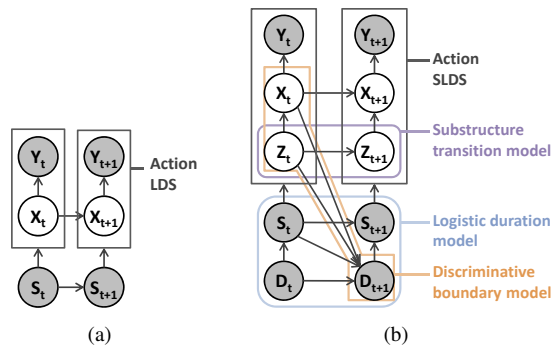 Y_t
Y_{t+1}
X_t
X_{t+1}
S_t
S_{t+1}
Action
LDS
(a)
Y_t
Y_{t+1}
X_t
X_{t+1}
Z_t
Z_{t+1}
S_t
S_{t+1}
D_t
D_{t+1}
Action
SLDS
Substructure
transition model
Logistic duration
model
Discriminative
boundary model
(b)